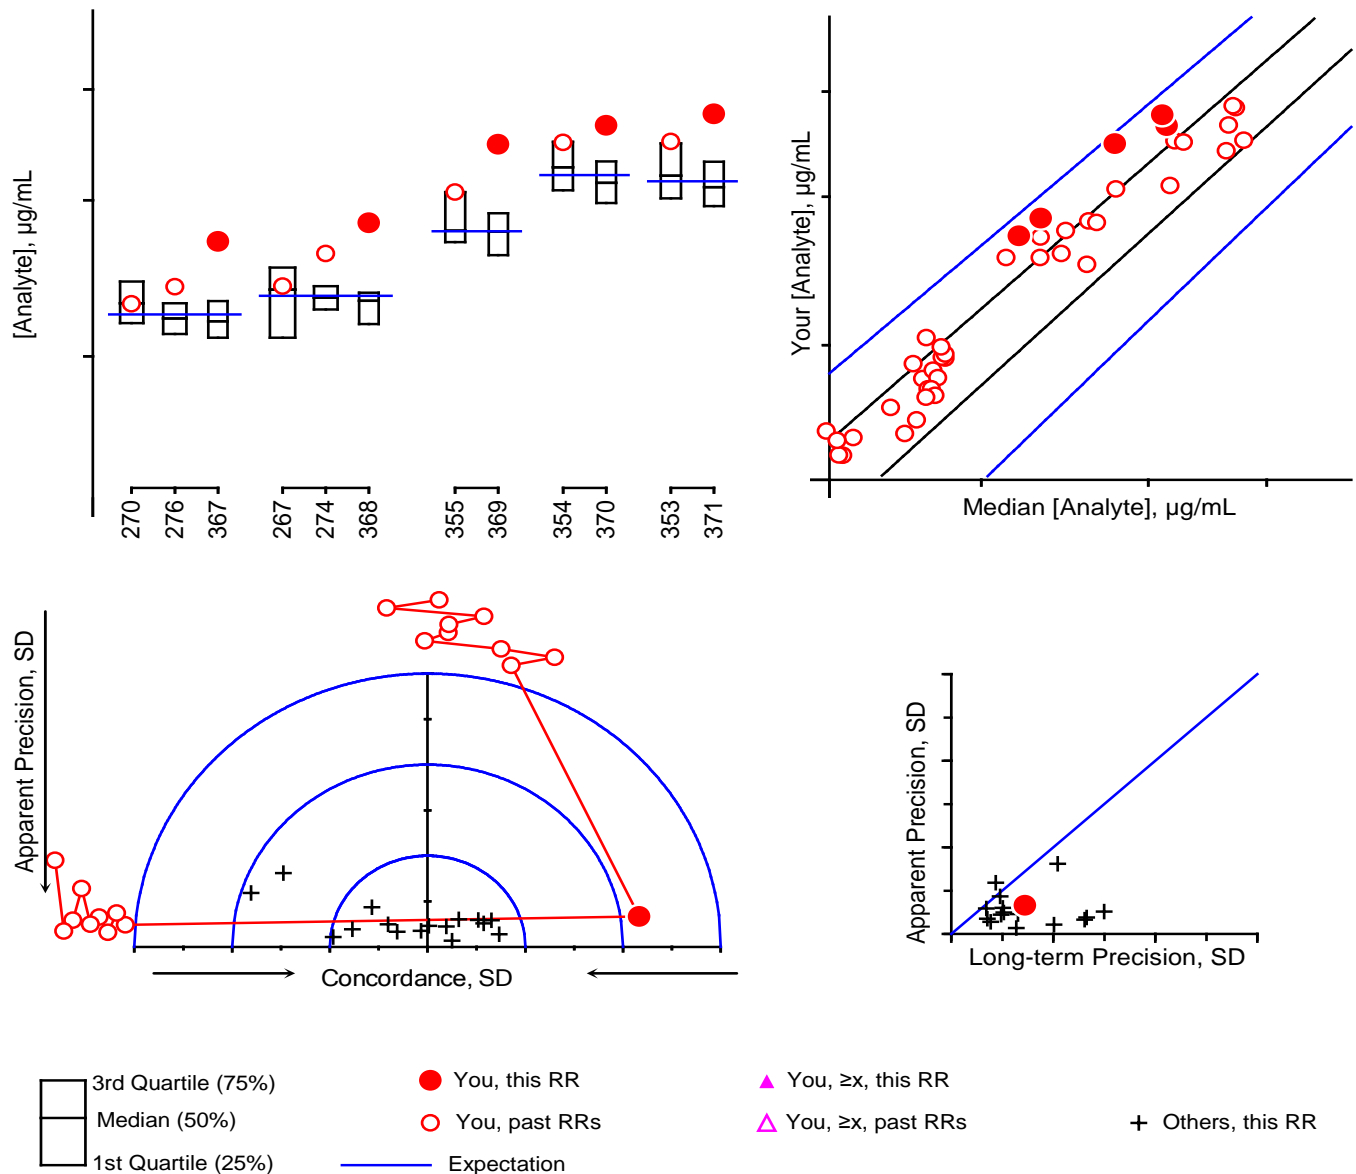 [Analyte], µg/mL
270
276
367
267
274
368
355
369
354
370
353
371
Your [Analyte], µg/mL
Median [Analyte], µg/mL
Apparent Precision, SD
Concordance, SD
Apparent Precision, SD
Long-term Precision, SD
3rd Quartile (75%)
Median (50%)
1st Quartile (25%)
You, this RR
You, past RRs
Expectation
You, ≥x, this RR
You, ≥x, past RRs
Others, this RR